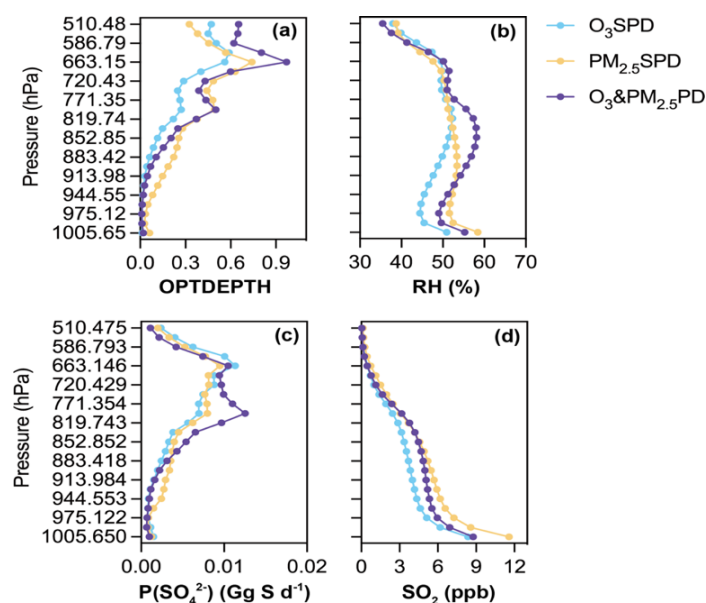 510.48
586.79
663.15
720.43
771.35
819.74
852.85
883.42
913.98
944.55
975.12
1005.65
Pressure (hPa)
(a)
0.0 0.3 0.6 0.9
OPTDEPTH
(b)
30 40 50 60 70
RH (%)
O₃SPD
PM₂.₅SPD
O₃&PM₂.₅PD
510.475
586.793
663.146
720.429
771.354
819.743
852.852
883.418
913.984
944.553
975.122
1005.650
Pressure (hPa)
(c)
0.00 0.01 0.02
P(SO₄²⁻) (Gg S d⁻¹)
(d)
0 3 6 9 12
SO₂ (ppb)